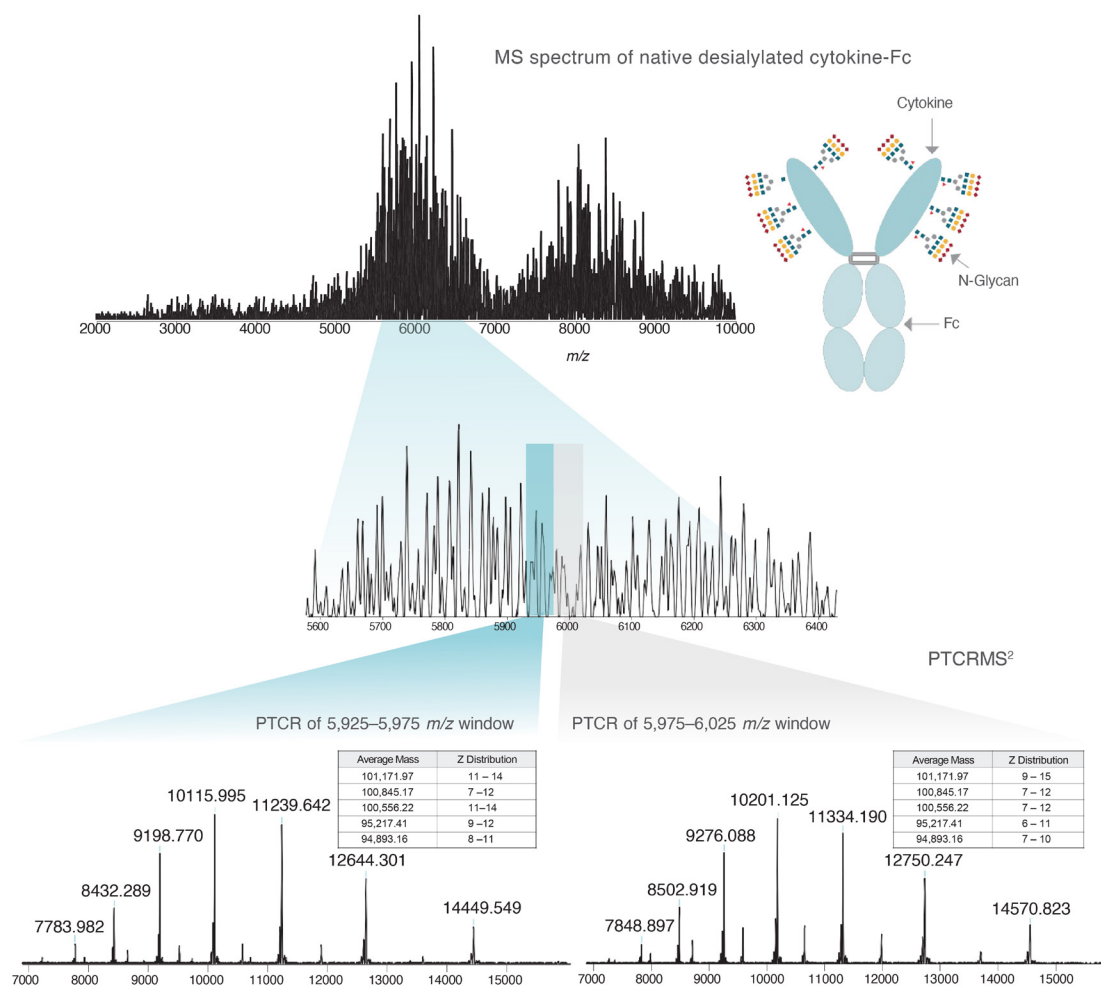 MS spectrum of native desialylated cytokine-Fc
Cytokine
N-Glycan
Fc
2000 3000 4000 5000 6000 7000 8000 9000 10000
m/z
5600 5700 5800 5900 6000 6100 6200 6300 6400
PTCRMS²
PTCR of 5,925–5,975 m/z window
Average Mass Z Distribution
101,171.97 11 – 14
100,845.17 7 –12
100,556.22 11–14
95,217.41 9 –12
94,893.16 8 –11
7783.982
8432.289
9198.770
10115.995
11239.642
12644.301
14449.549
7000 8000 9000 10000 11000 12000 13000 14000 15000
PTCR of 5,975–6,025 m/z window
Average Mass Z Distribution
101,171.97 9 – 15
100,845.17 7 – 12
100,556.22 7 – 12
95,217.41 6 – 11
94,893.16 7 – 10
7848.897
8502.919
9276.088
10201.125
11334.190
12750.247
14570.823
7000 8000 9000 10000 11000 12000 13000 14000 15000